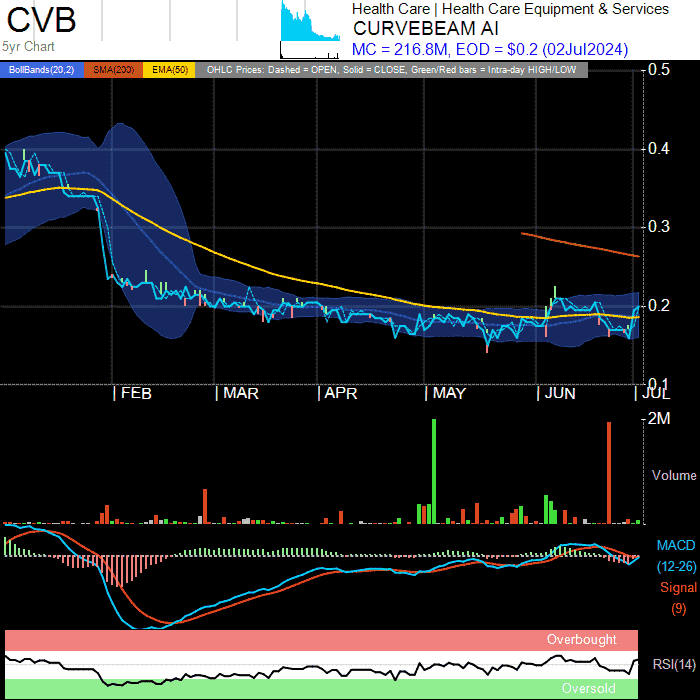 CVB
5yr Chart
Health Care | Health Care Equipment & Services
CURVEBEAM AI
MC = 216.8M, EOD = $0.2 (02Jul2024)
BollBands(20,2) SMA(200) EMA(50) OHLC Prices: Dashed = OPEN, Solid = CLOSE, Green/Red bars = Intra-day HIGH/LOW
0.5
0.4
0.3
0.2
0.1
FEB MAR APR MAY JUN JUL
2M
Volume
MACD
(12-26)
Signal
(9)
Overbought
RSI(14)
Oversold